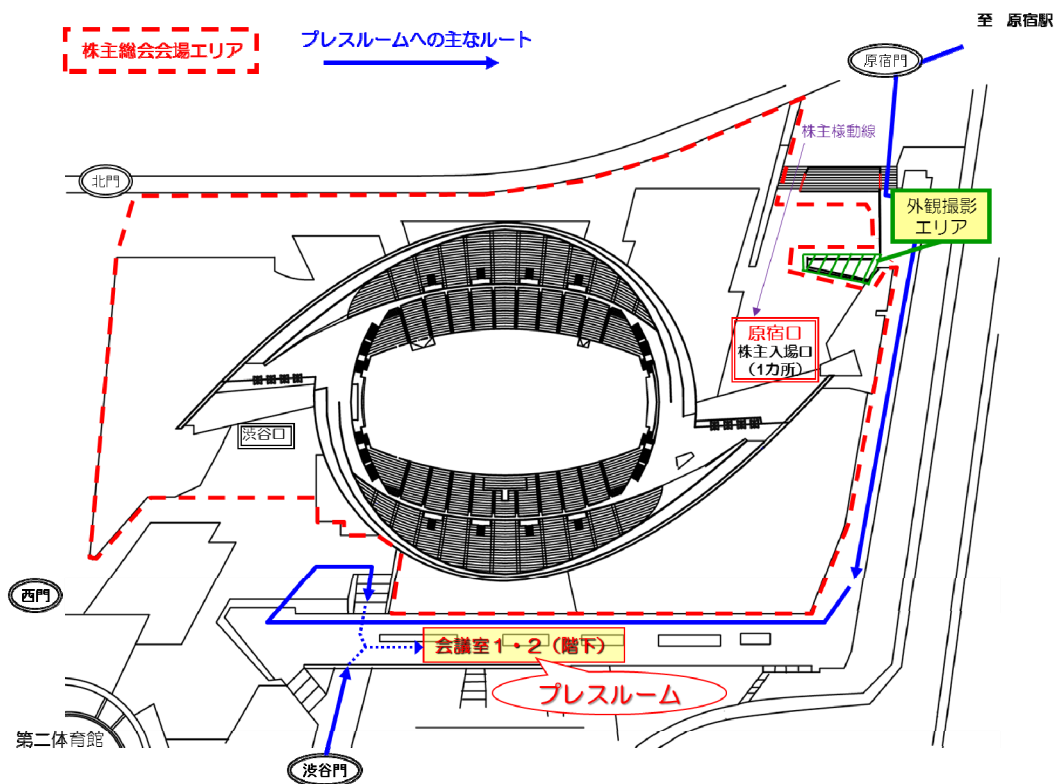 至 原宿駅
株主総会会場エリア
プレスルームへの主なルート
原宿門
株主様動線
北門
外観撮影
エリア
原宿口
株主入場口
(1カ所)
渋谷口
西門
会議室1・2(階下)
プレスルーム
第二体育館
渋谷門